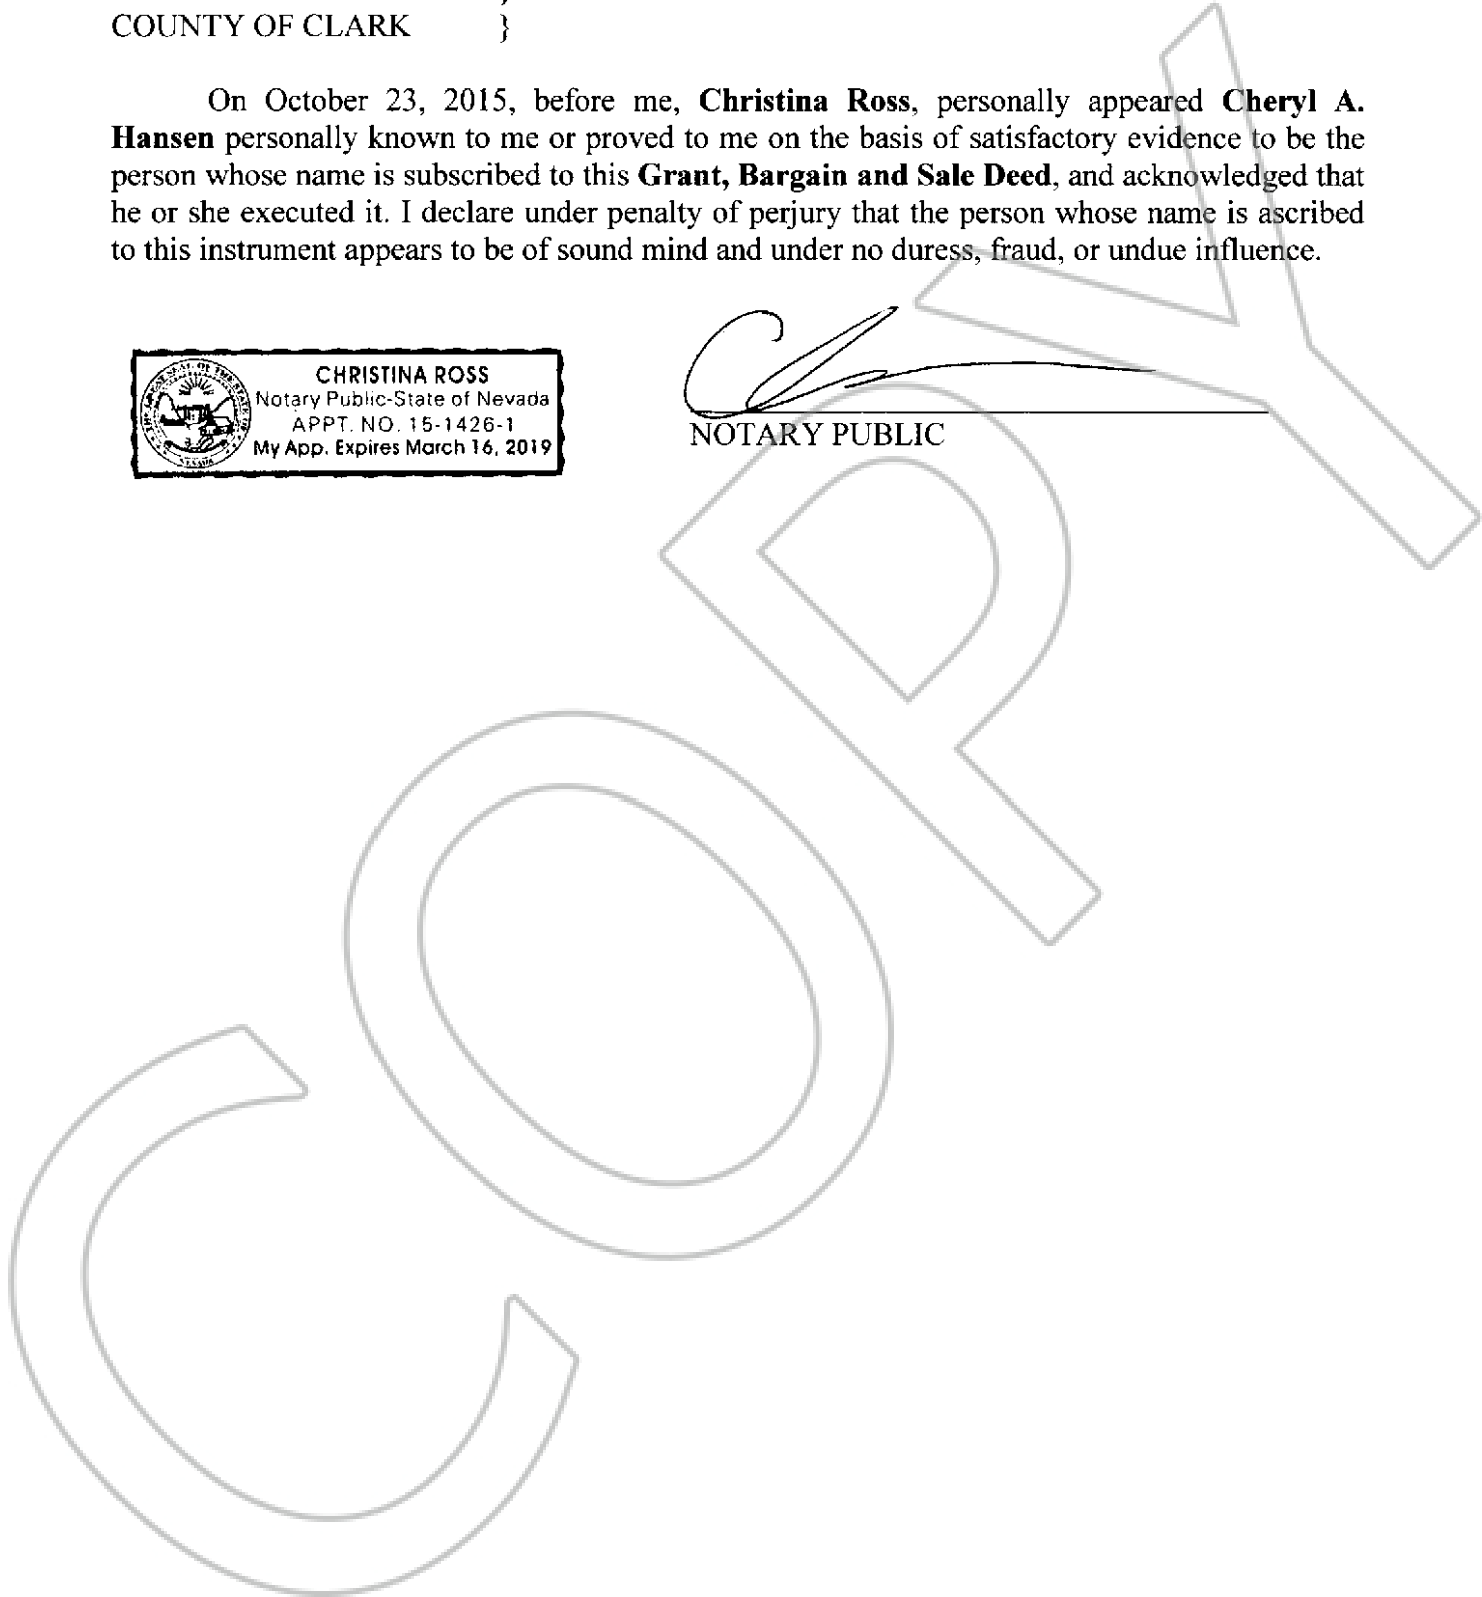 COUNTY OF CLARK }
On October 23, 2015, before me, Christina Ross, personally appeared Cheryl A.
Hansen personally known to me or proved to me on the basis of satisfactory evidence to be the
person whose name is subscribed to this Grant, Bargain and Sale Deed, and acknowledged that
he or she executed it. I declare under penalty of perjury that the person whose name is ascribed
to this instrument appears to be of sound mind and under no duress, fraud, or undue influence.
CHRISTINA ROSS
Notary Public-State of Nevada
APPT. NO. 15-1426-1
My App. Expires March 16, 2019
NOTARY PUBLIC
COPY